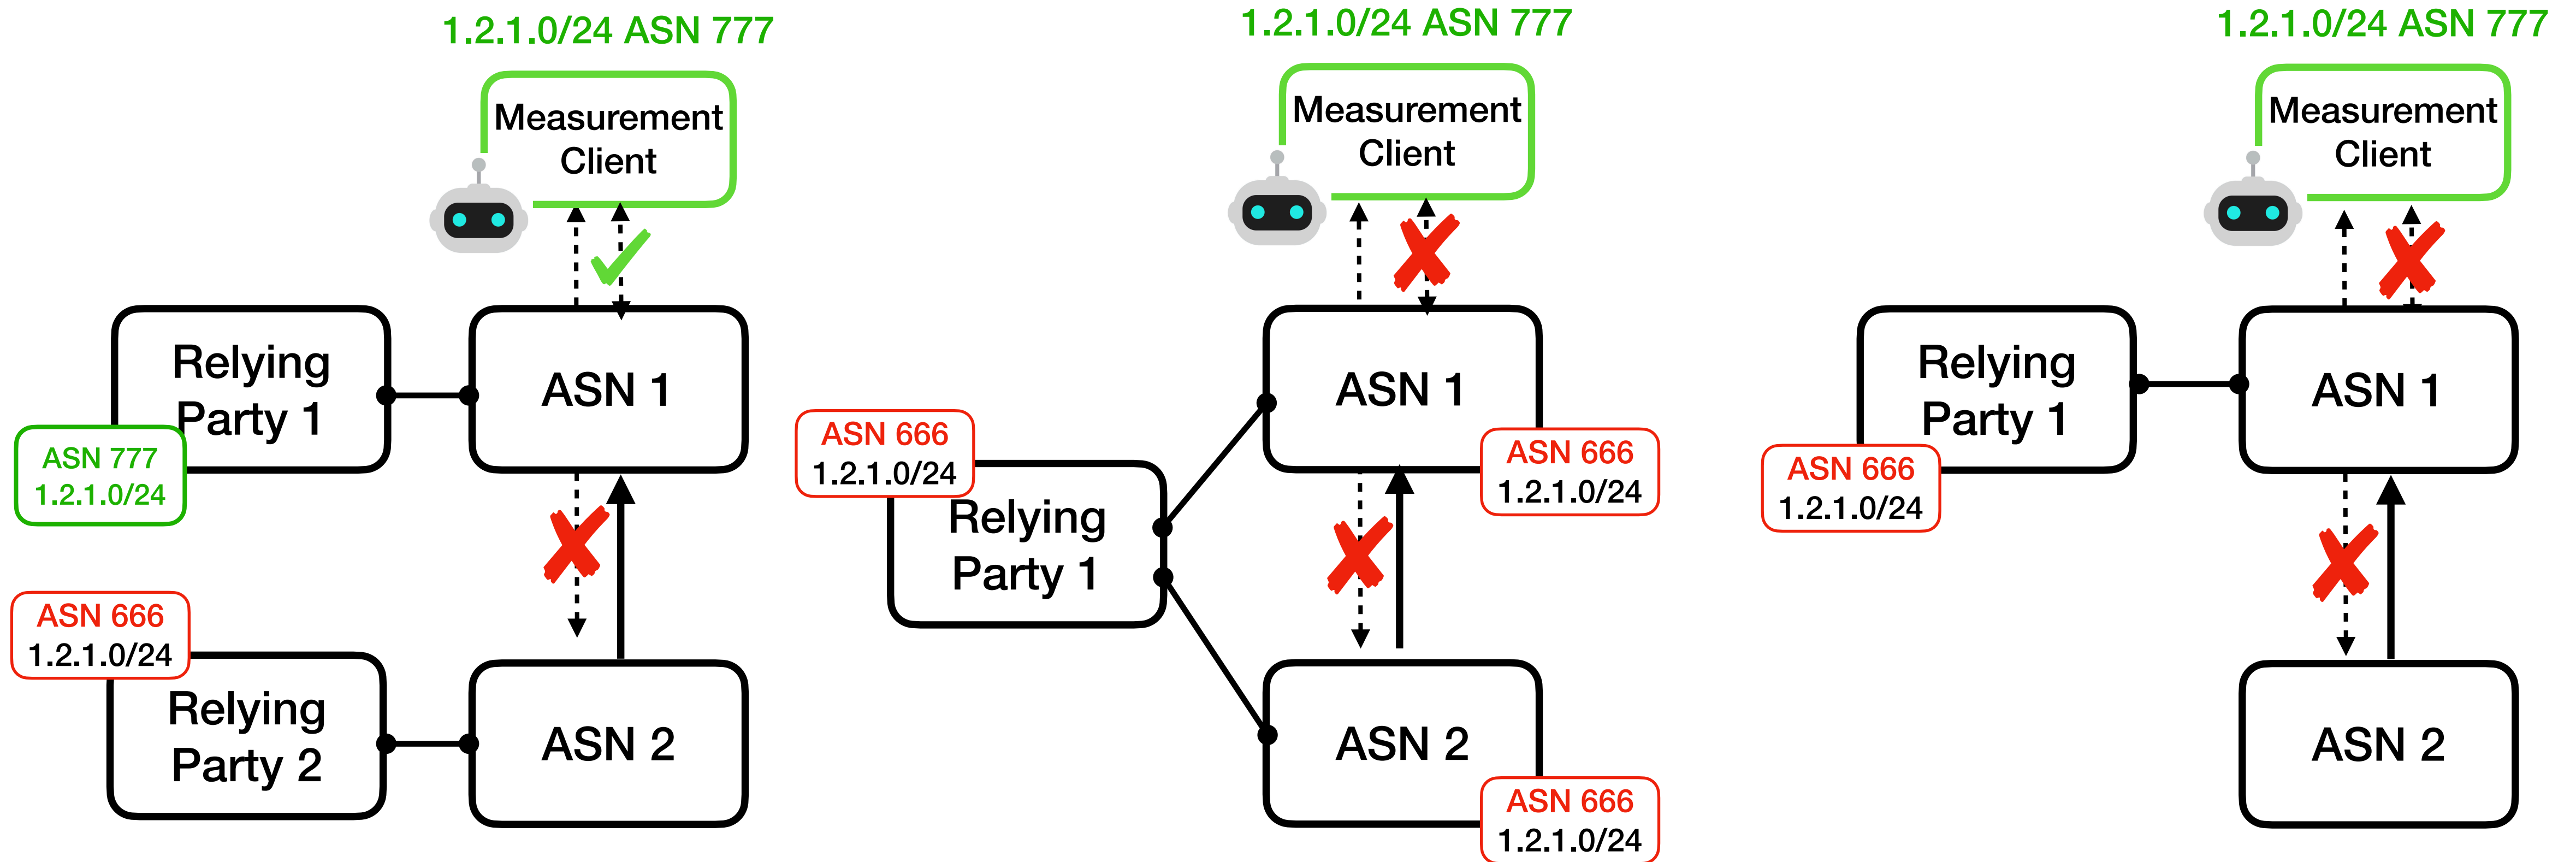 1.2.1.0/24 ASN 777
Measurement
Client
Relying
Party 1
ASN 777
1.2.1.0/24
ASN 1
ASN 666
1.2.1.0/24
Relying
Party 2
ASN 2
1.2.1.0/24 ASN 777
Measurement
Client
ASN 1
ASN 666
1.2.1.0/24
ASN 666
1.2.1.0/24
Relying
Party 1
ASN 2
ASN 666
1.2.1.0/24
1.2.1.0/24 ASN 777
Measurement
Client
Relying
Party 1
ASN 666
1.2.1.0/24
ASN 1
ASN 2